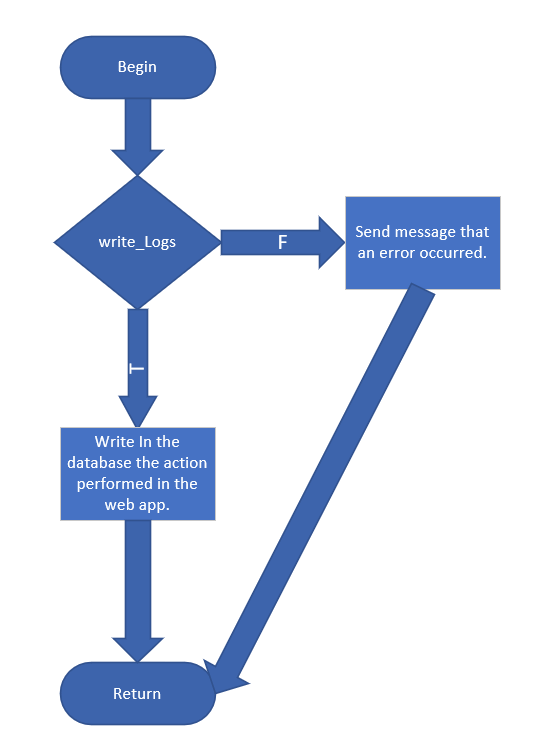 Begin
write_Logs
F
Send message that
an error occurred.
T
Write In the
database the action
performed in the
web app.
Return